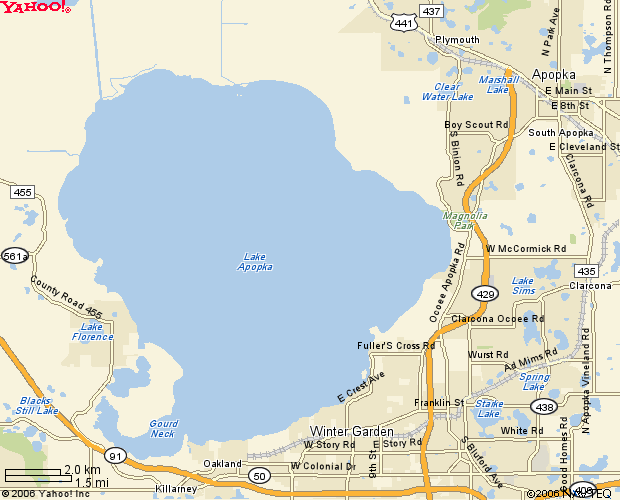 YAHOO!
441
437
Plymouth
N Park Ave
N Thompson Rd
Apopka
Marshall
Lake
Clear
Water Lake
E Main St
E 8th St
Boy Scout Rd
South Apopka
E Cleveland St
S Binion Rd
Clarcona Rd
455
Magnolia
Park
561a
W McCormick Rd
Lake
Apopka
Ocoee Apopka Rd
435
County Road 455
Lake
Sims
Clarcona
429
Lake
Florence
Clarcona Ocoee Rd
Fuller'S Cross Rd
Wurst Rd
Ad Mims Rd
N Apopka Vineland Rd
E Crest Ave
Spring
Lake
Blacks
Still Lake
Franklin St
Stake
Lake
438
Gourd
Neck
Winter Garden
White Rd
W Story Rd
E Story Rd
S Bluford Ave
Good Homes Rd
91
Oakland
W Colonial Dr
50
2.0 km
1.5 mi
Killarney
408
©2006 Yahoo! Inc
©2006 NAVTEQ